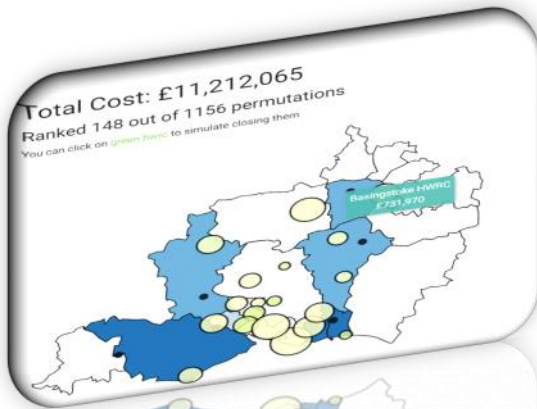 Total Cost: £11,212,065
Ranked 148 out of 1156 permutations
You can click on green hwrc to simulate closing them
Basingstoke HWRC
£731,970